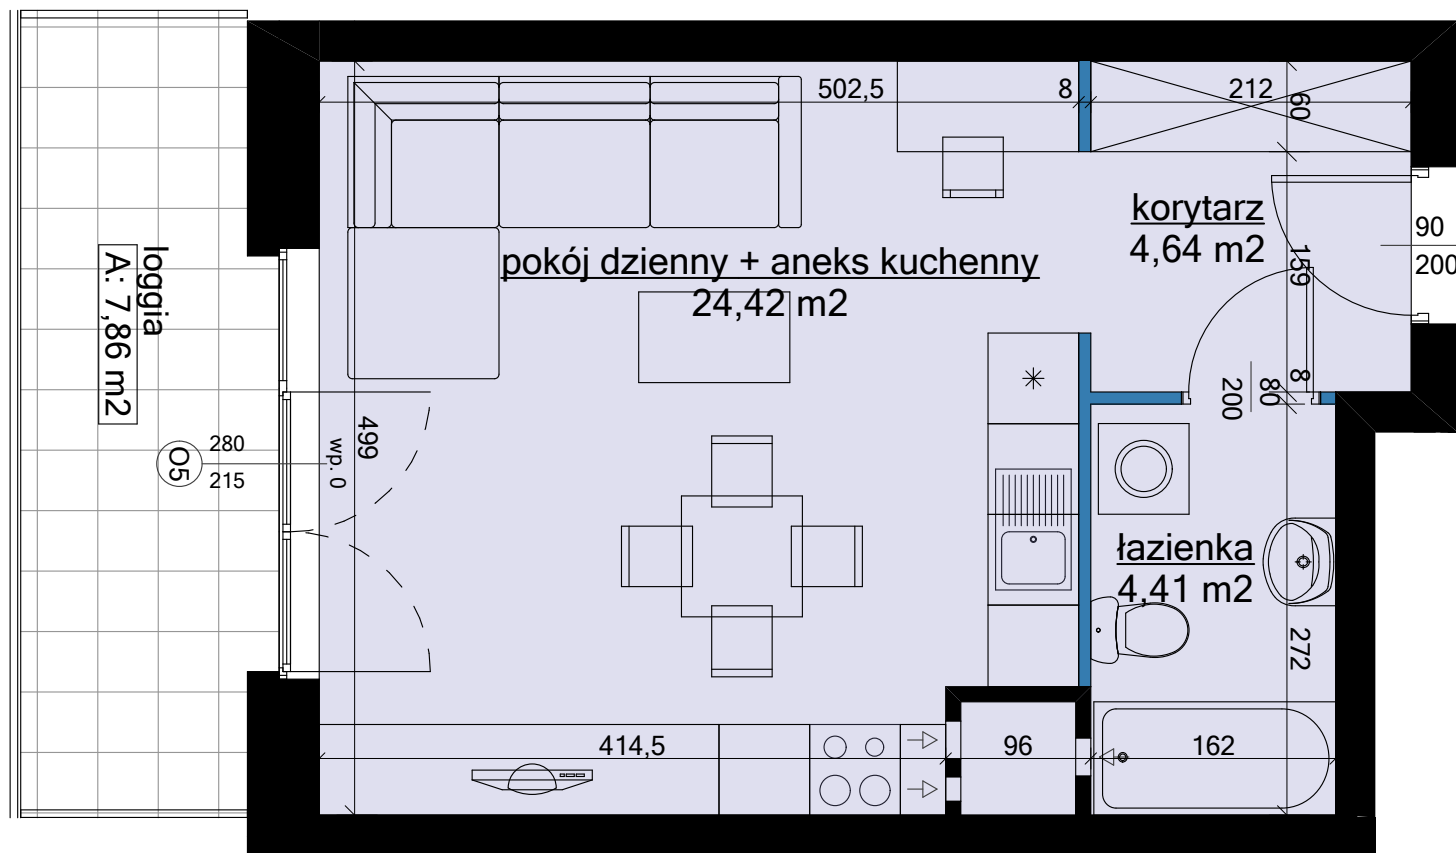 502,5
8
212
60
korytarz
4,64 m2
90
200
159
pokój dzienny + aneks kuchenny
24,42 m2
loggia
A: 7,86 m2
8
80
200
O5
280
215
499
wp. 0
łazienka
4,41 m2
272
414,5
96
162